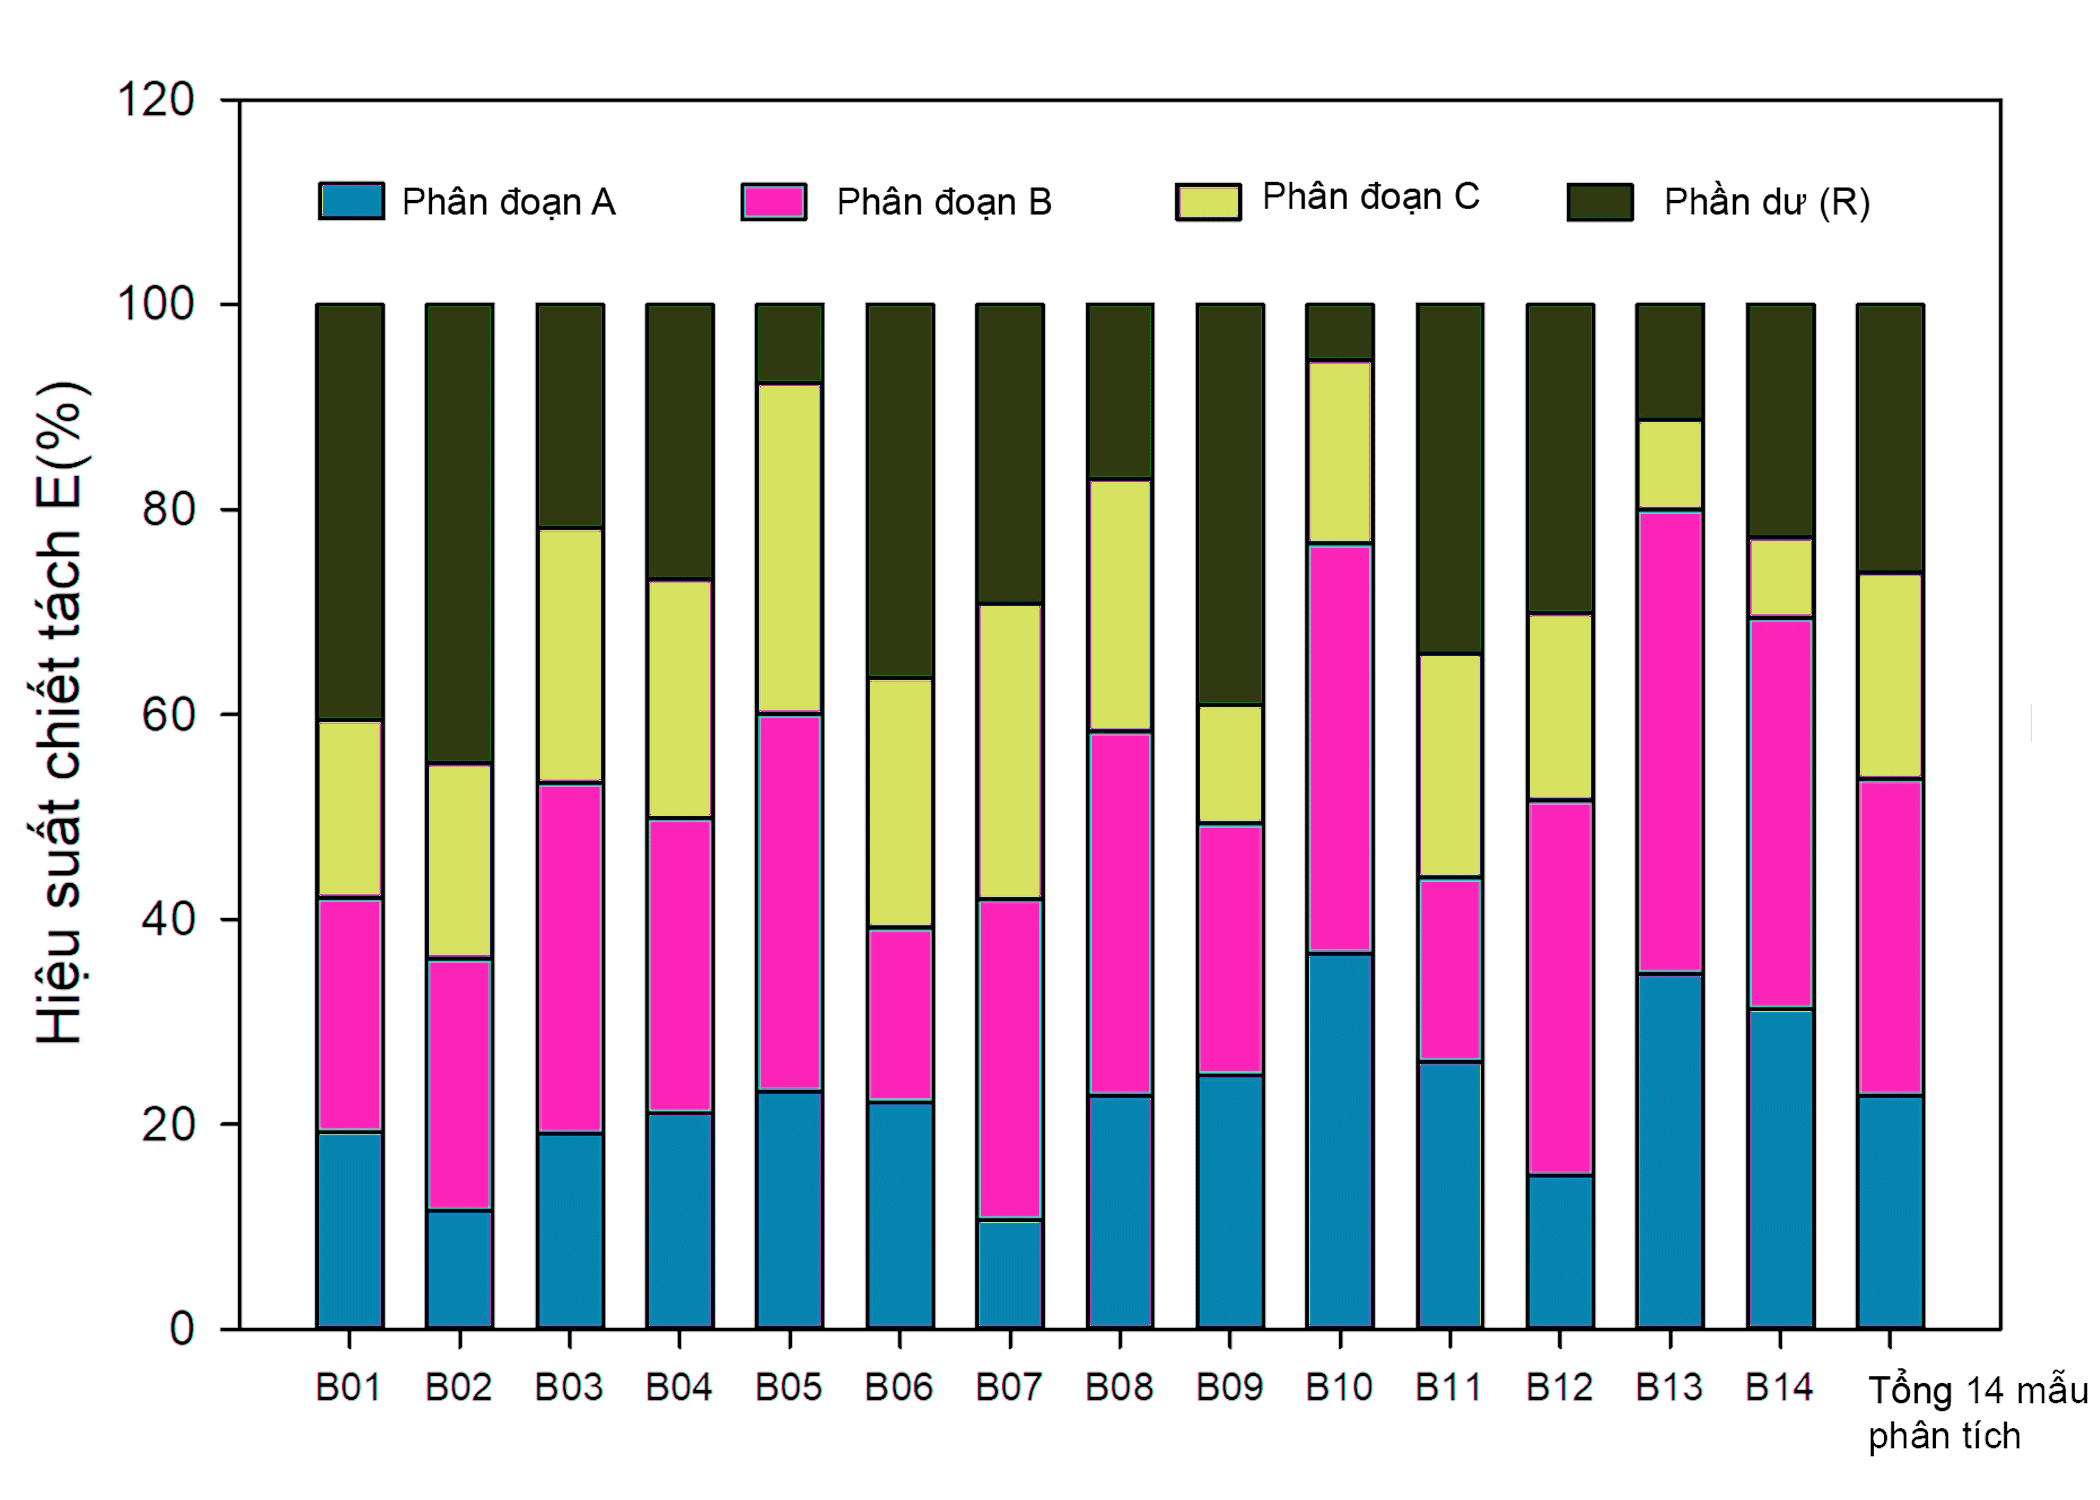 120
Phân đoạn A
Phân đoạn B
Phân đoạn C
Phần dư (R)
100
80
60
40
20
0
Hiệu suất chiết tách E(%)
B01
B02
B03
B04
B05
B06
B07
B08
B09
B10
B11
B12
B13
B14
Tổng 14 mẫu
phân tích